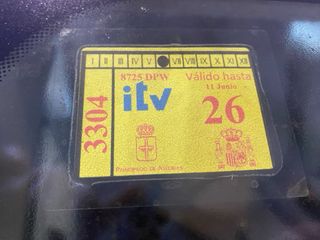 I II III IV V VII VIII IX X XI XII
8725 DPW Válido hasta
11 Junio
itv 26
3304
PRINCIPADO DE ASTURIAS